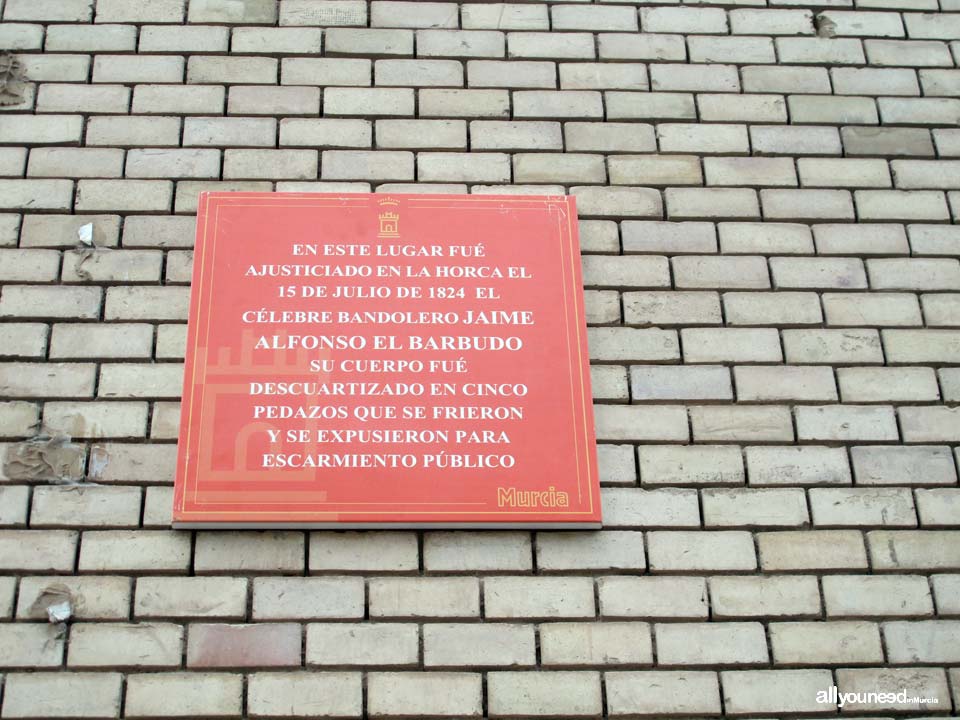 EN ESTE LUGAR FUÉ
AJUSTICIADO EN LA HORCA EL
15 DE JULIO DE 1824 EL
CÉLEBRE BANDOLERO JAIME
ALFONSO EL BARBUDO
SU CUERPO FUÉ
DESCUARTIZADO EN CINCO
PEDAZOS QUE SE FRIERON
Y SE EXPUSIERON PARA
ESCARMIENTO PÚBLICO
Murcia
allyouneedinMurcia